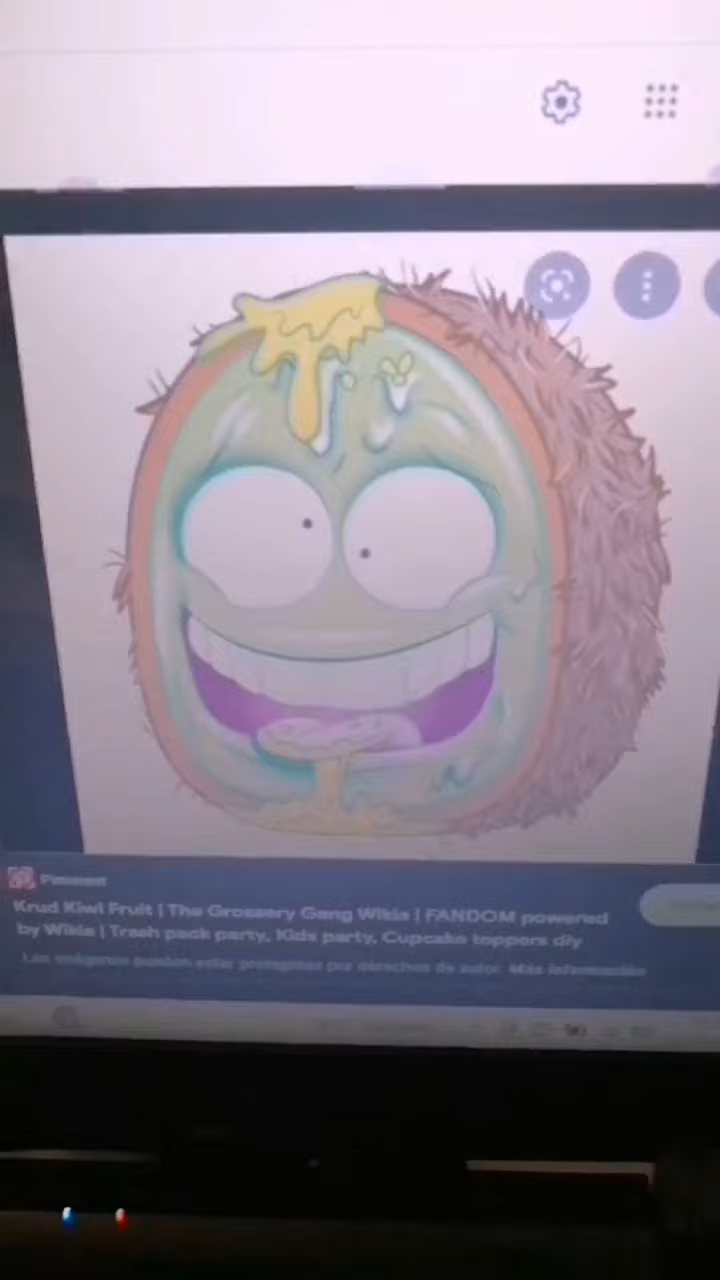 Pinterest
Krud Kiwi Fruit | The Grossery Gang Wikia | FANDOM powered
by Wikia | Trash pack party, Kids party, Cupcake toppers diy
Las imágenes pueden estar protegidas por derechos de autor. Más información